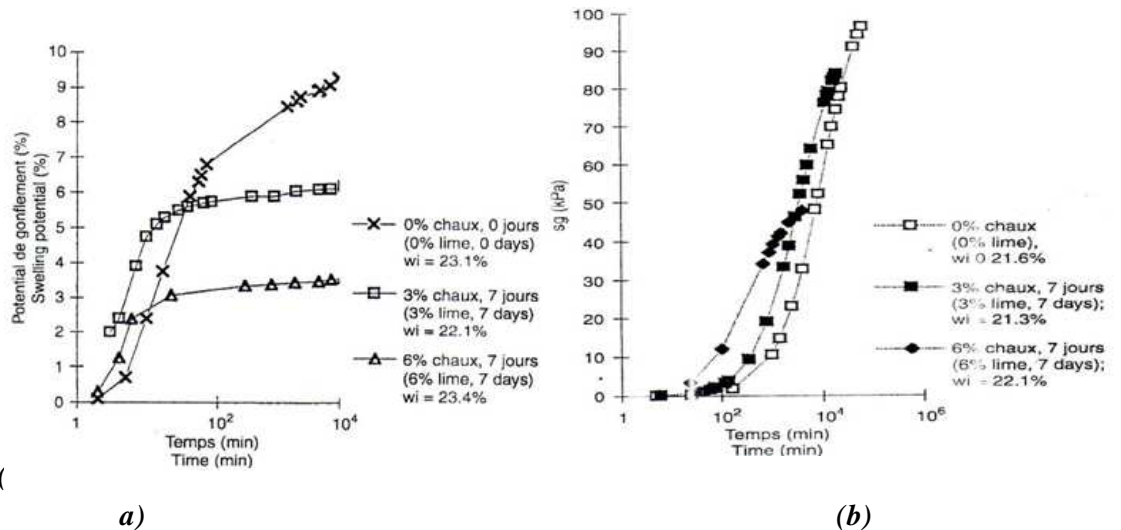 Potential de gonflement (%)
Swelling potential (%)
10
9
8
7
6
5
4
3
2
1
0
1
10²
10⁴
Temps (min)
Time (min)
0% chaux, 0 jours
(0% lime, 0 days)
wi = 23.1%
3% chaux, 7 jours
(3% lime, 7 days)
wi = 22.1%
6% chaux, 7 jours
(6% lime, 7 days)
wi = 23.4%
(
a)
sg (kPa)
100
90
80
70
60
50
40
30
20
10
0
1
10²
10⁴
10⁶
Temps (min)
Time (min)
0% chaux
(0% lime),
wi 0 21.6%
3% chaux, 7 jours
(3% lime, 7 days);
wi = 21.3%
6% chaux, 7 jours
(6% lime, 7 days);
wi = 22.1%
(b)